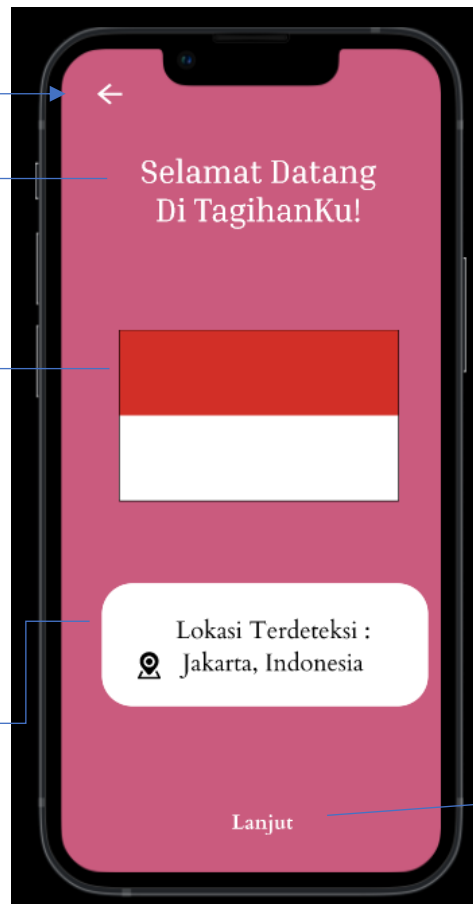 Selamat Datang
Di TagihanKu!
Lokasi Terdeteksi :
Jakarta, Indonesia
Lanjut